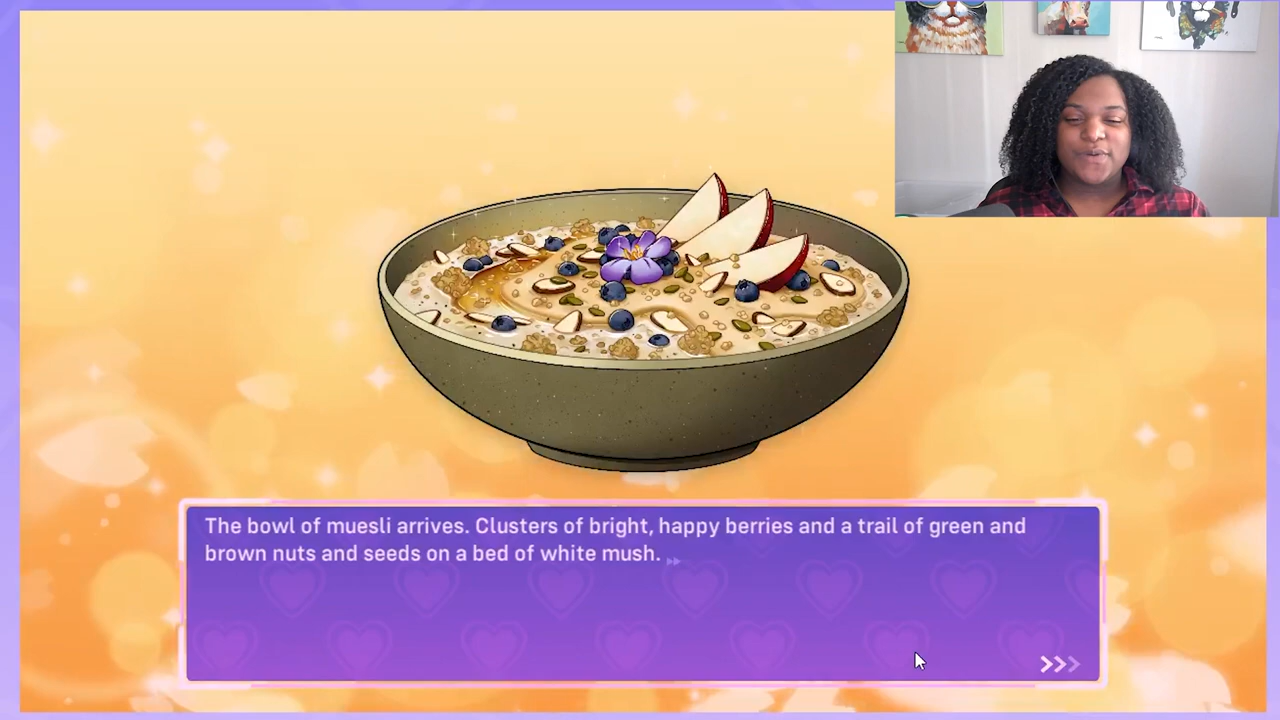 The bowl of muesli arrives. Clusters of bright, happy berries and a trail of green and
brown nuts and seeds on a bed of white mush.